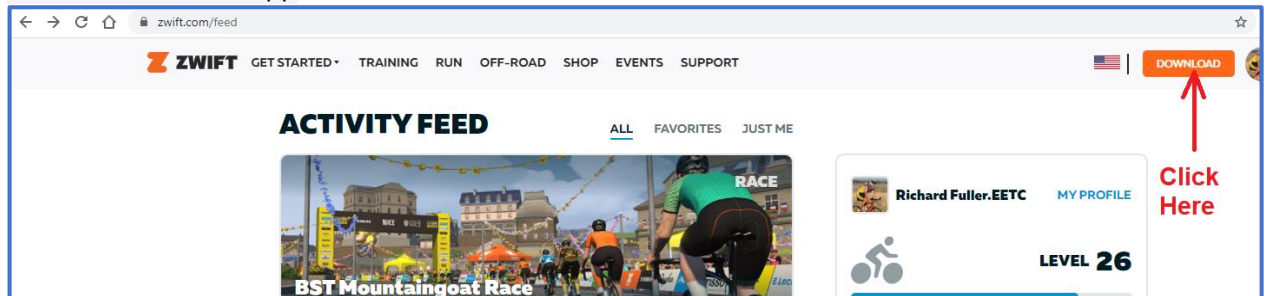 zwift.com/feed
ZWIFT GET STARTED TRAINING RUN OFF-ROAD SHOP EVENTS SUPPORT DOWNLOAD
ACTIVITY FEED ALL FAVORITES JUST ME
RACE
Click
Here
Richard Fuller.EETC MY PROFILE
NICE
LEVEL 26
BST Mountaingoat Race